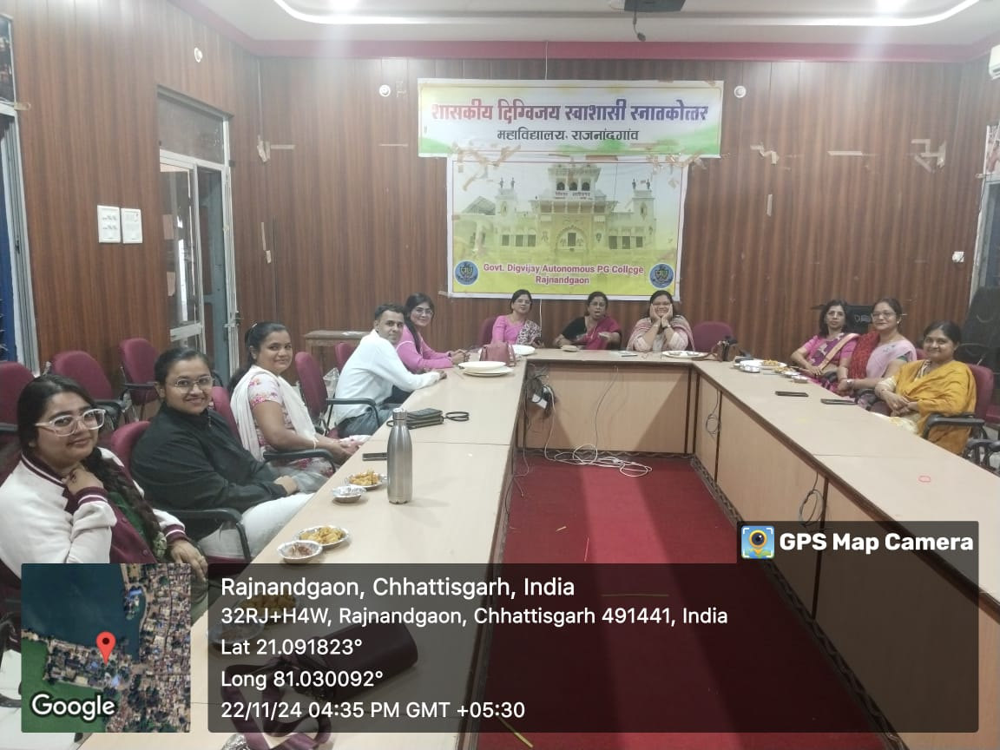 शासकीय दिग्विजय स्वाशासी स्नातकोत्तर
महाविद्यालय, राजनांदगांव
Govt. Digvijay Autonomous PG College
Rajnandgaon
GPS Map Camera
Rajnandgaon, Chhattisgarh, India
32RJ+H4W, Rajnandgaon, Chhattisgarh 491441, India
Lat 21.091823°
Long 81.030092°
22/11/24 04:35 PM GMT +05:30
Google